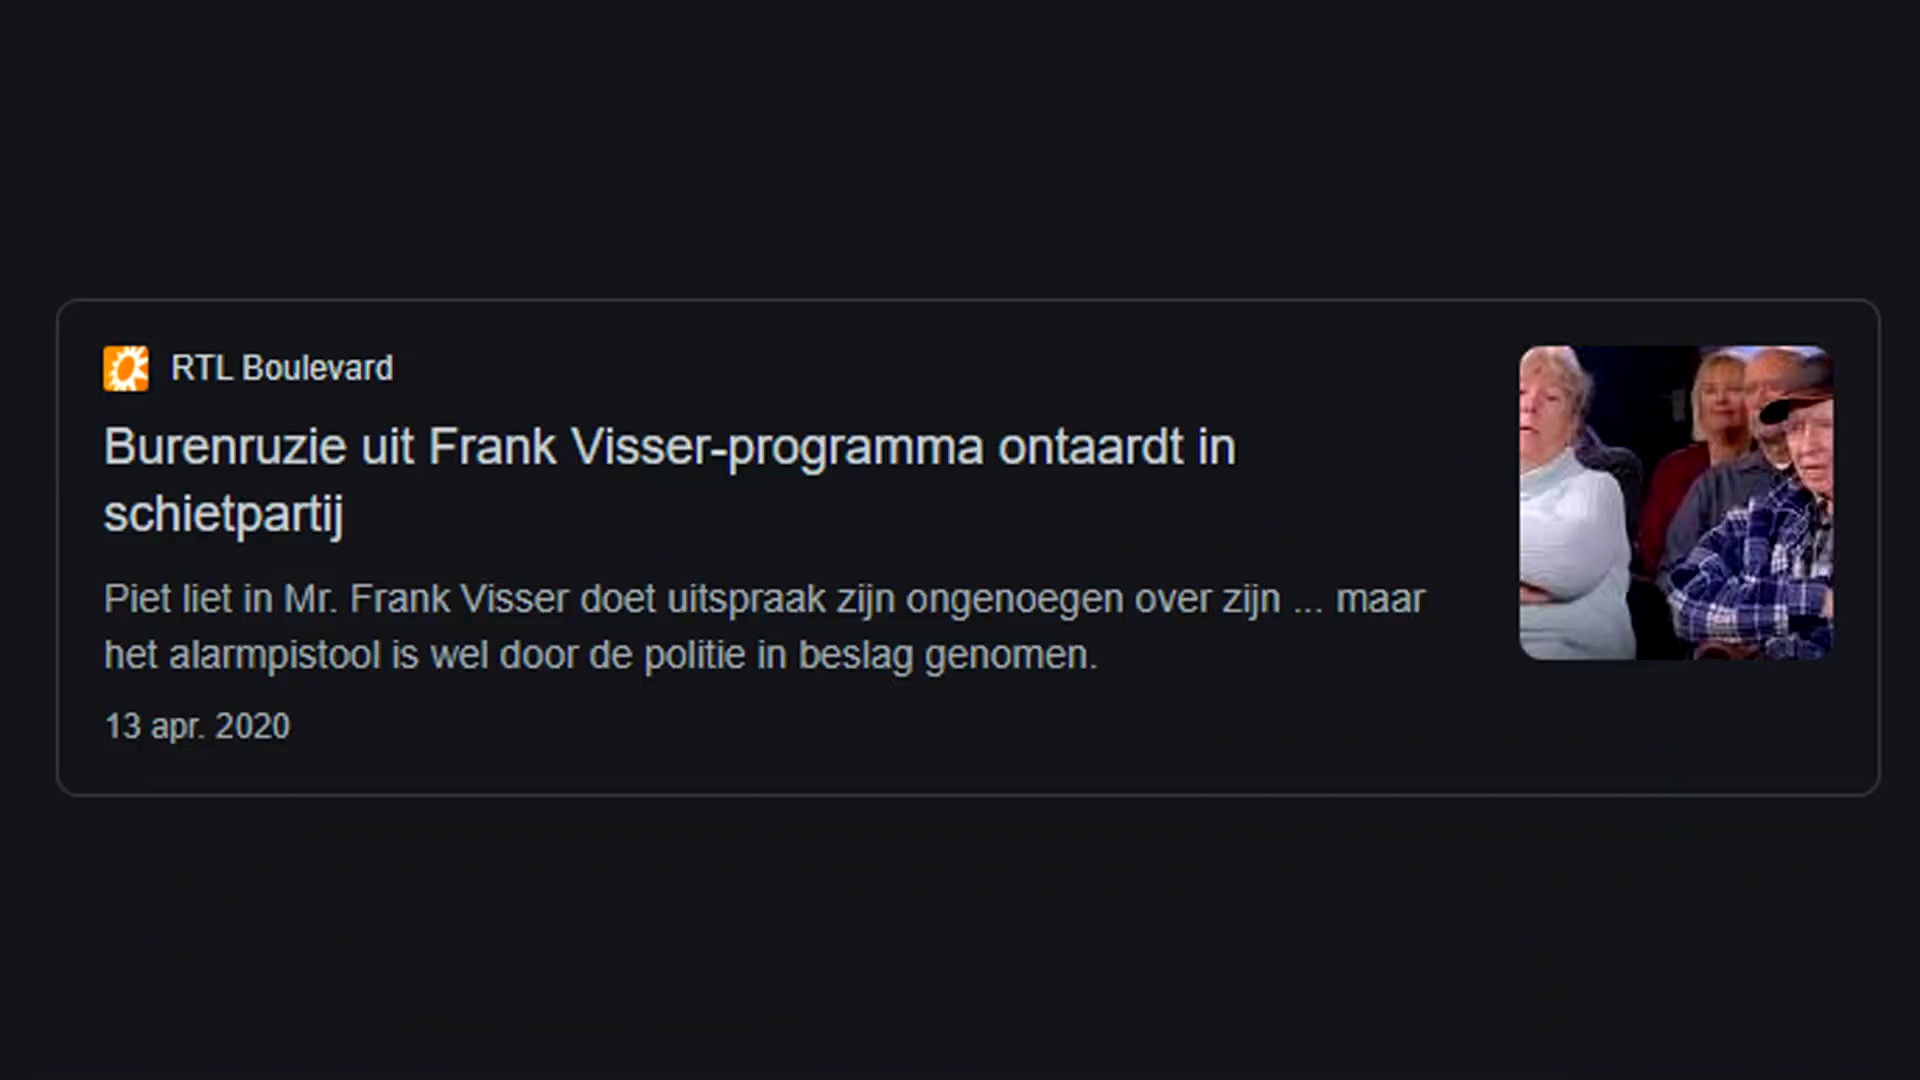 RTL Boulevard
Burenruzie uit Frank Visser-programma ontaardt in
schietpartij
Piet liet in Mr. Frank Visser doet uitspraak zijn ongenoegen over zijn ... maar
het alarmpistool is wel door de politie in beslag genomen.
13 apr. 2020